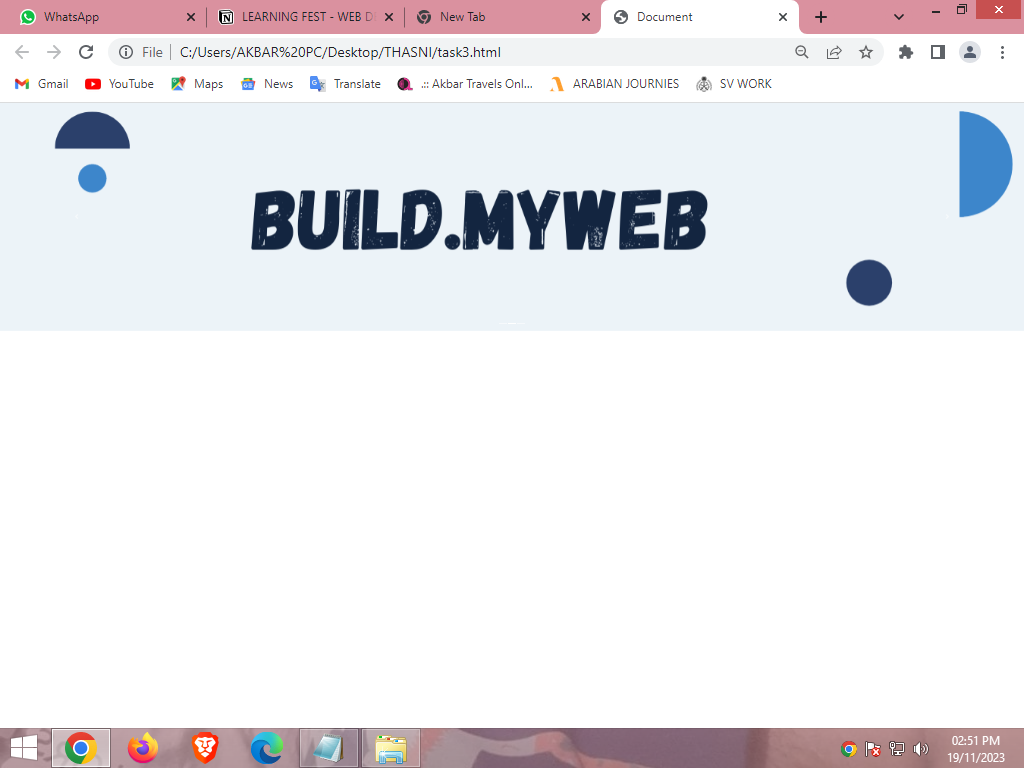 WhatsApp
LEARNING FEST - WEB D
New Tab
Document
File
C:/Users/AKBAR%20PC/Desktop/THASNI/task3.html
Gmail
YouTube
Maps
News
Translate
.:: Akbar Travels Onl...
ARABIAN JOURNIES
SV WORK
BUILD.MYWEB
02:51 PM
19/11/2023